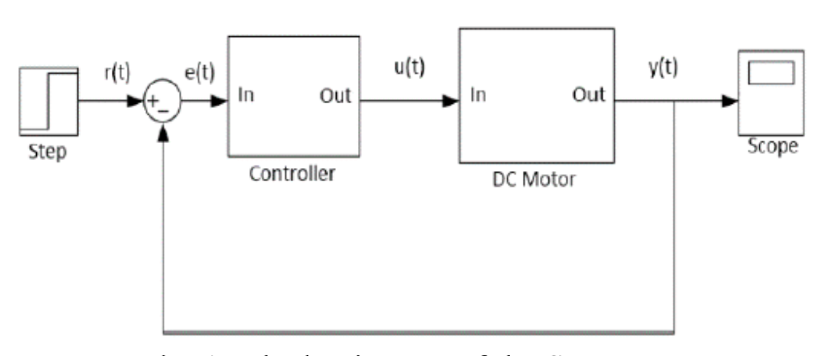 r(t)
e(t)
u(t)
y(t)
+
−
In
Out
In
Out
Step
Controller
DC Motor
Scope